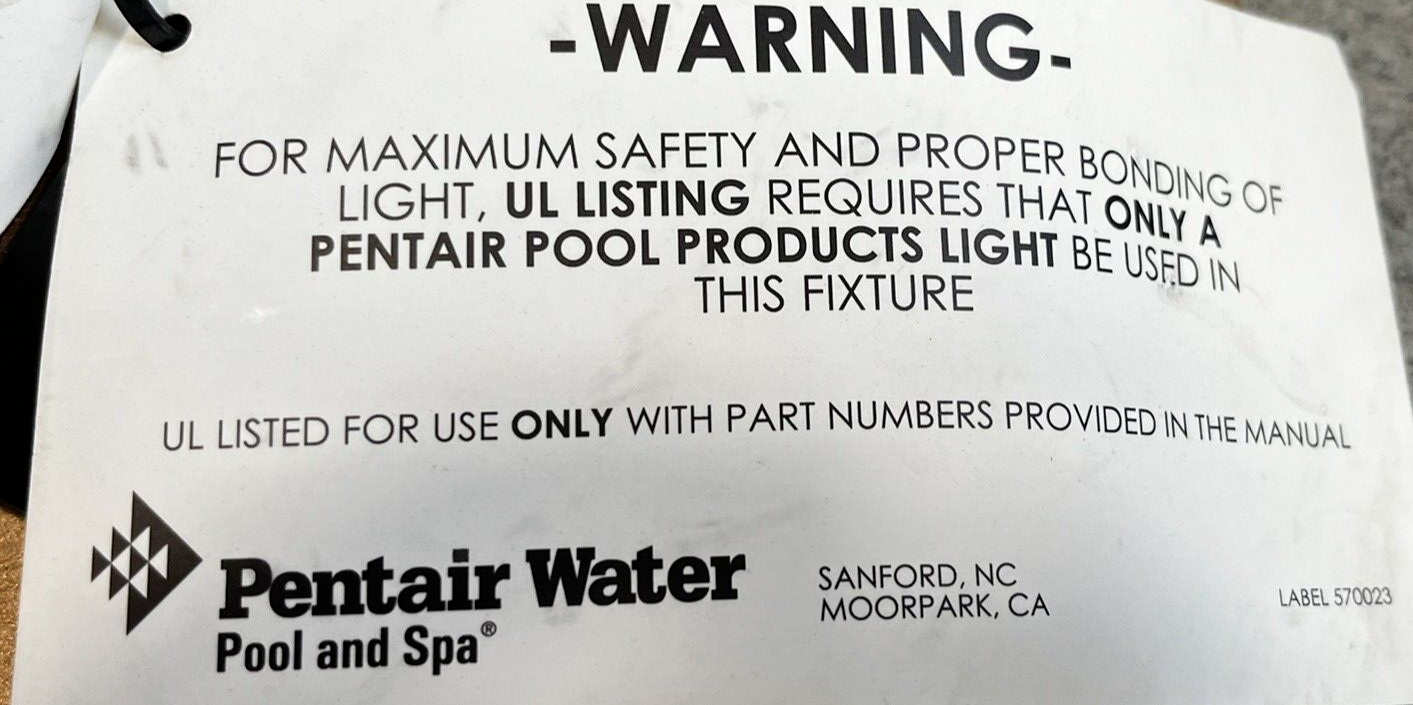 -WARNING-
FOR MAXIMUM SAFETY AND PROPER BONDING OF
LIGHT, UL LISTING REQUIRES THAT ONLY A
PENTAIR POOL PRODUCTS LIGHT BE USED IN
THIS FIXTURE
UL LISTED FOR USE ONLY WITH PART NUMBERS PROVIDED IN THE MANUAL
Pentair Water
Pool and Spa®
SANFORD, NC
MOORPARK, CA
LABEL 570023